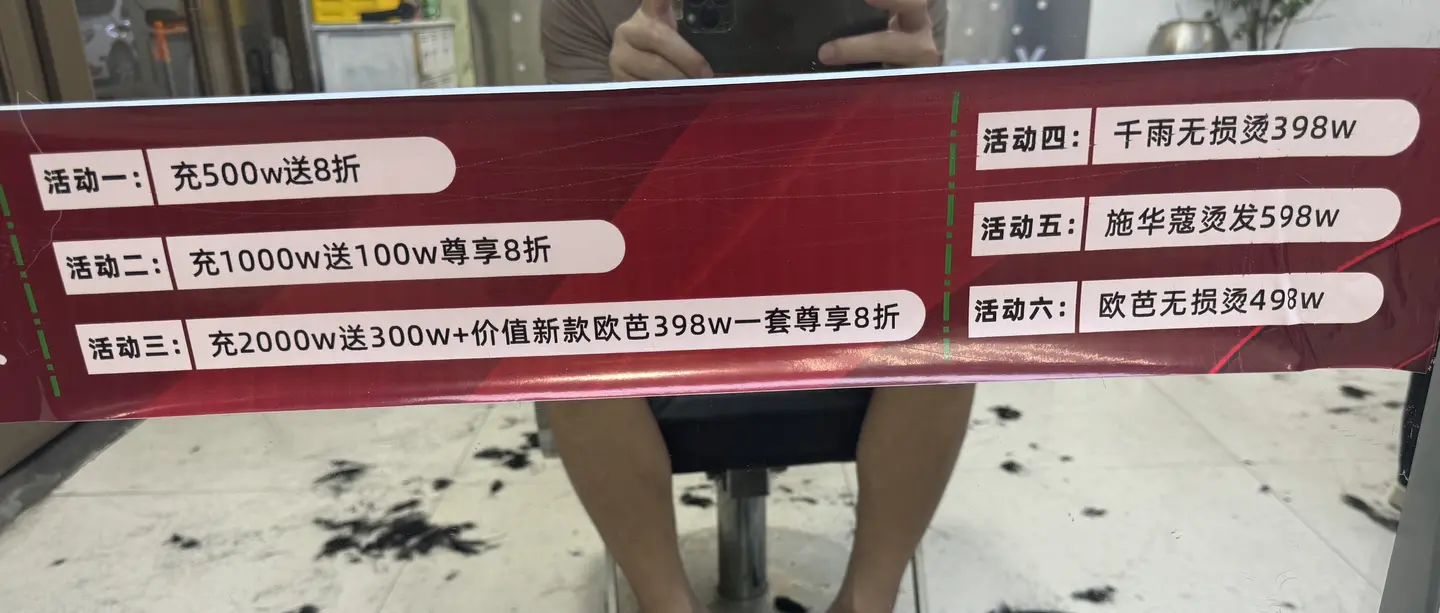 活动一： 充500w送8折
活动二： 充1000w送100w尊享8折
活动三： 充2000w送300w+价值新款欧芭398w一套尊享8折
活动四： 千雨无损烫398w
活动五： 施华蔻烫发598w
活动六： 欧芭无损烫498w